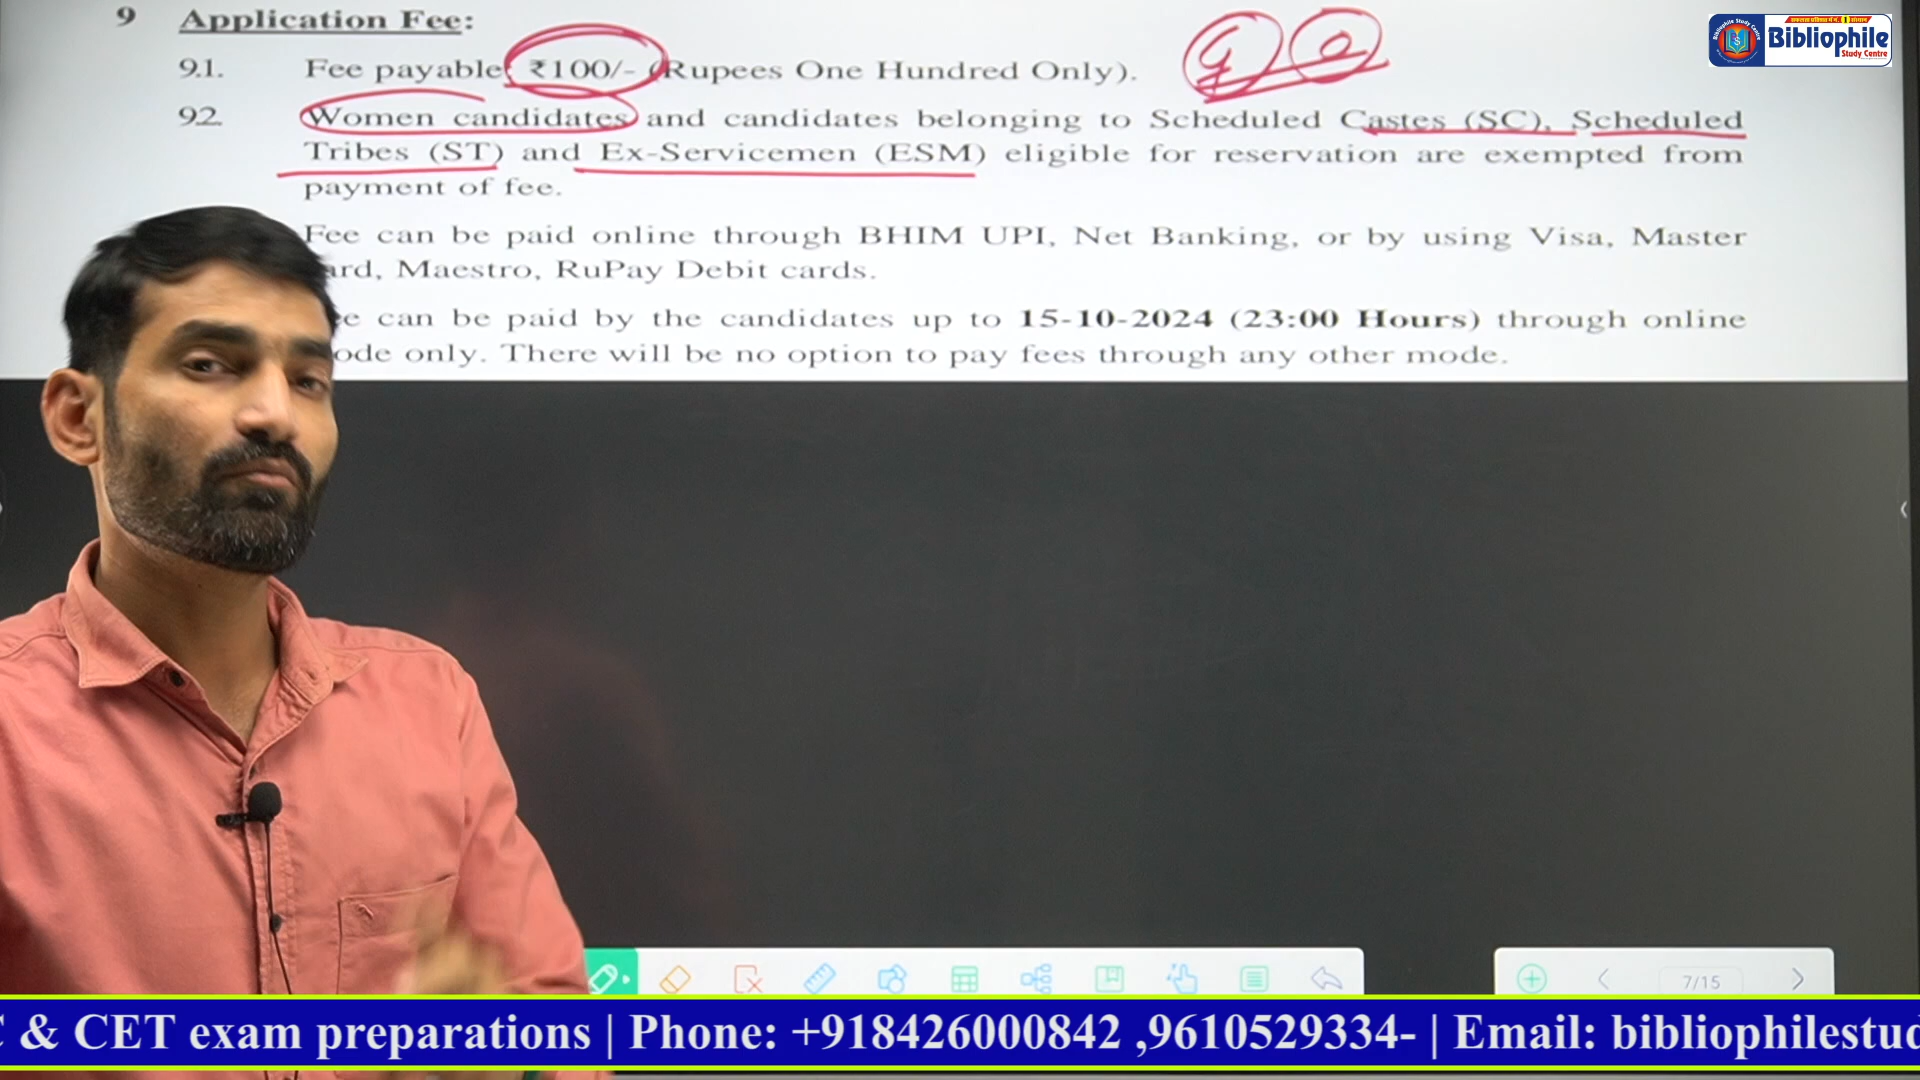 9 Application Fee:
9.1. Fee payable: ₹100/- (Rupees One Hundred Only).
92. Women candidates and candidates belonging to Scheduled Castes (SC), Scheduled
Tribes (ST) and Ex-Servicemen (ESM) eligible for reservation are exempted from
payment of fee.
Fee can be paid online through BHIM UPI, Net Banking, or by using Visa, Master
ard, Maestro, RuPay Debit cards.
e can be paid by the candidates up to 15-10-2024 (23:00 Hours) through online
ode only. There will be no option to pay fees through any other mode.
Bibliophile
Study Centre
7/15
C & CET exam preparations | Phone: +918426000842 ,9610529334- | Email: bibliophilestud